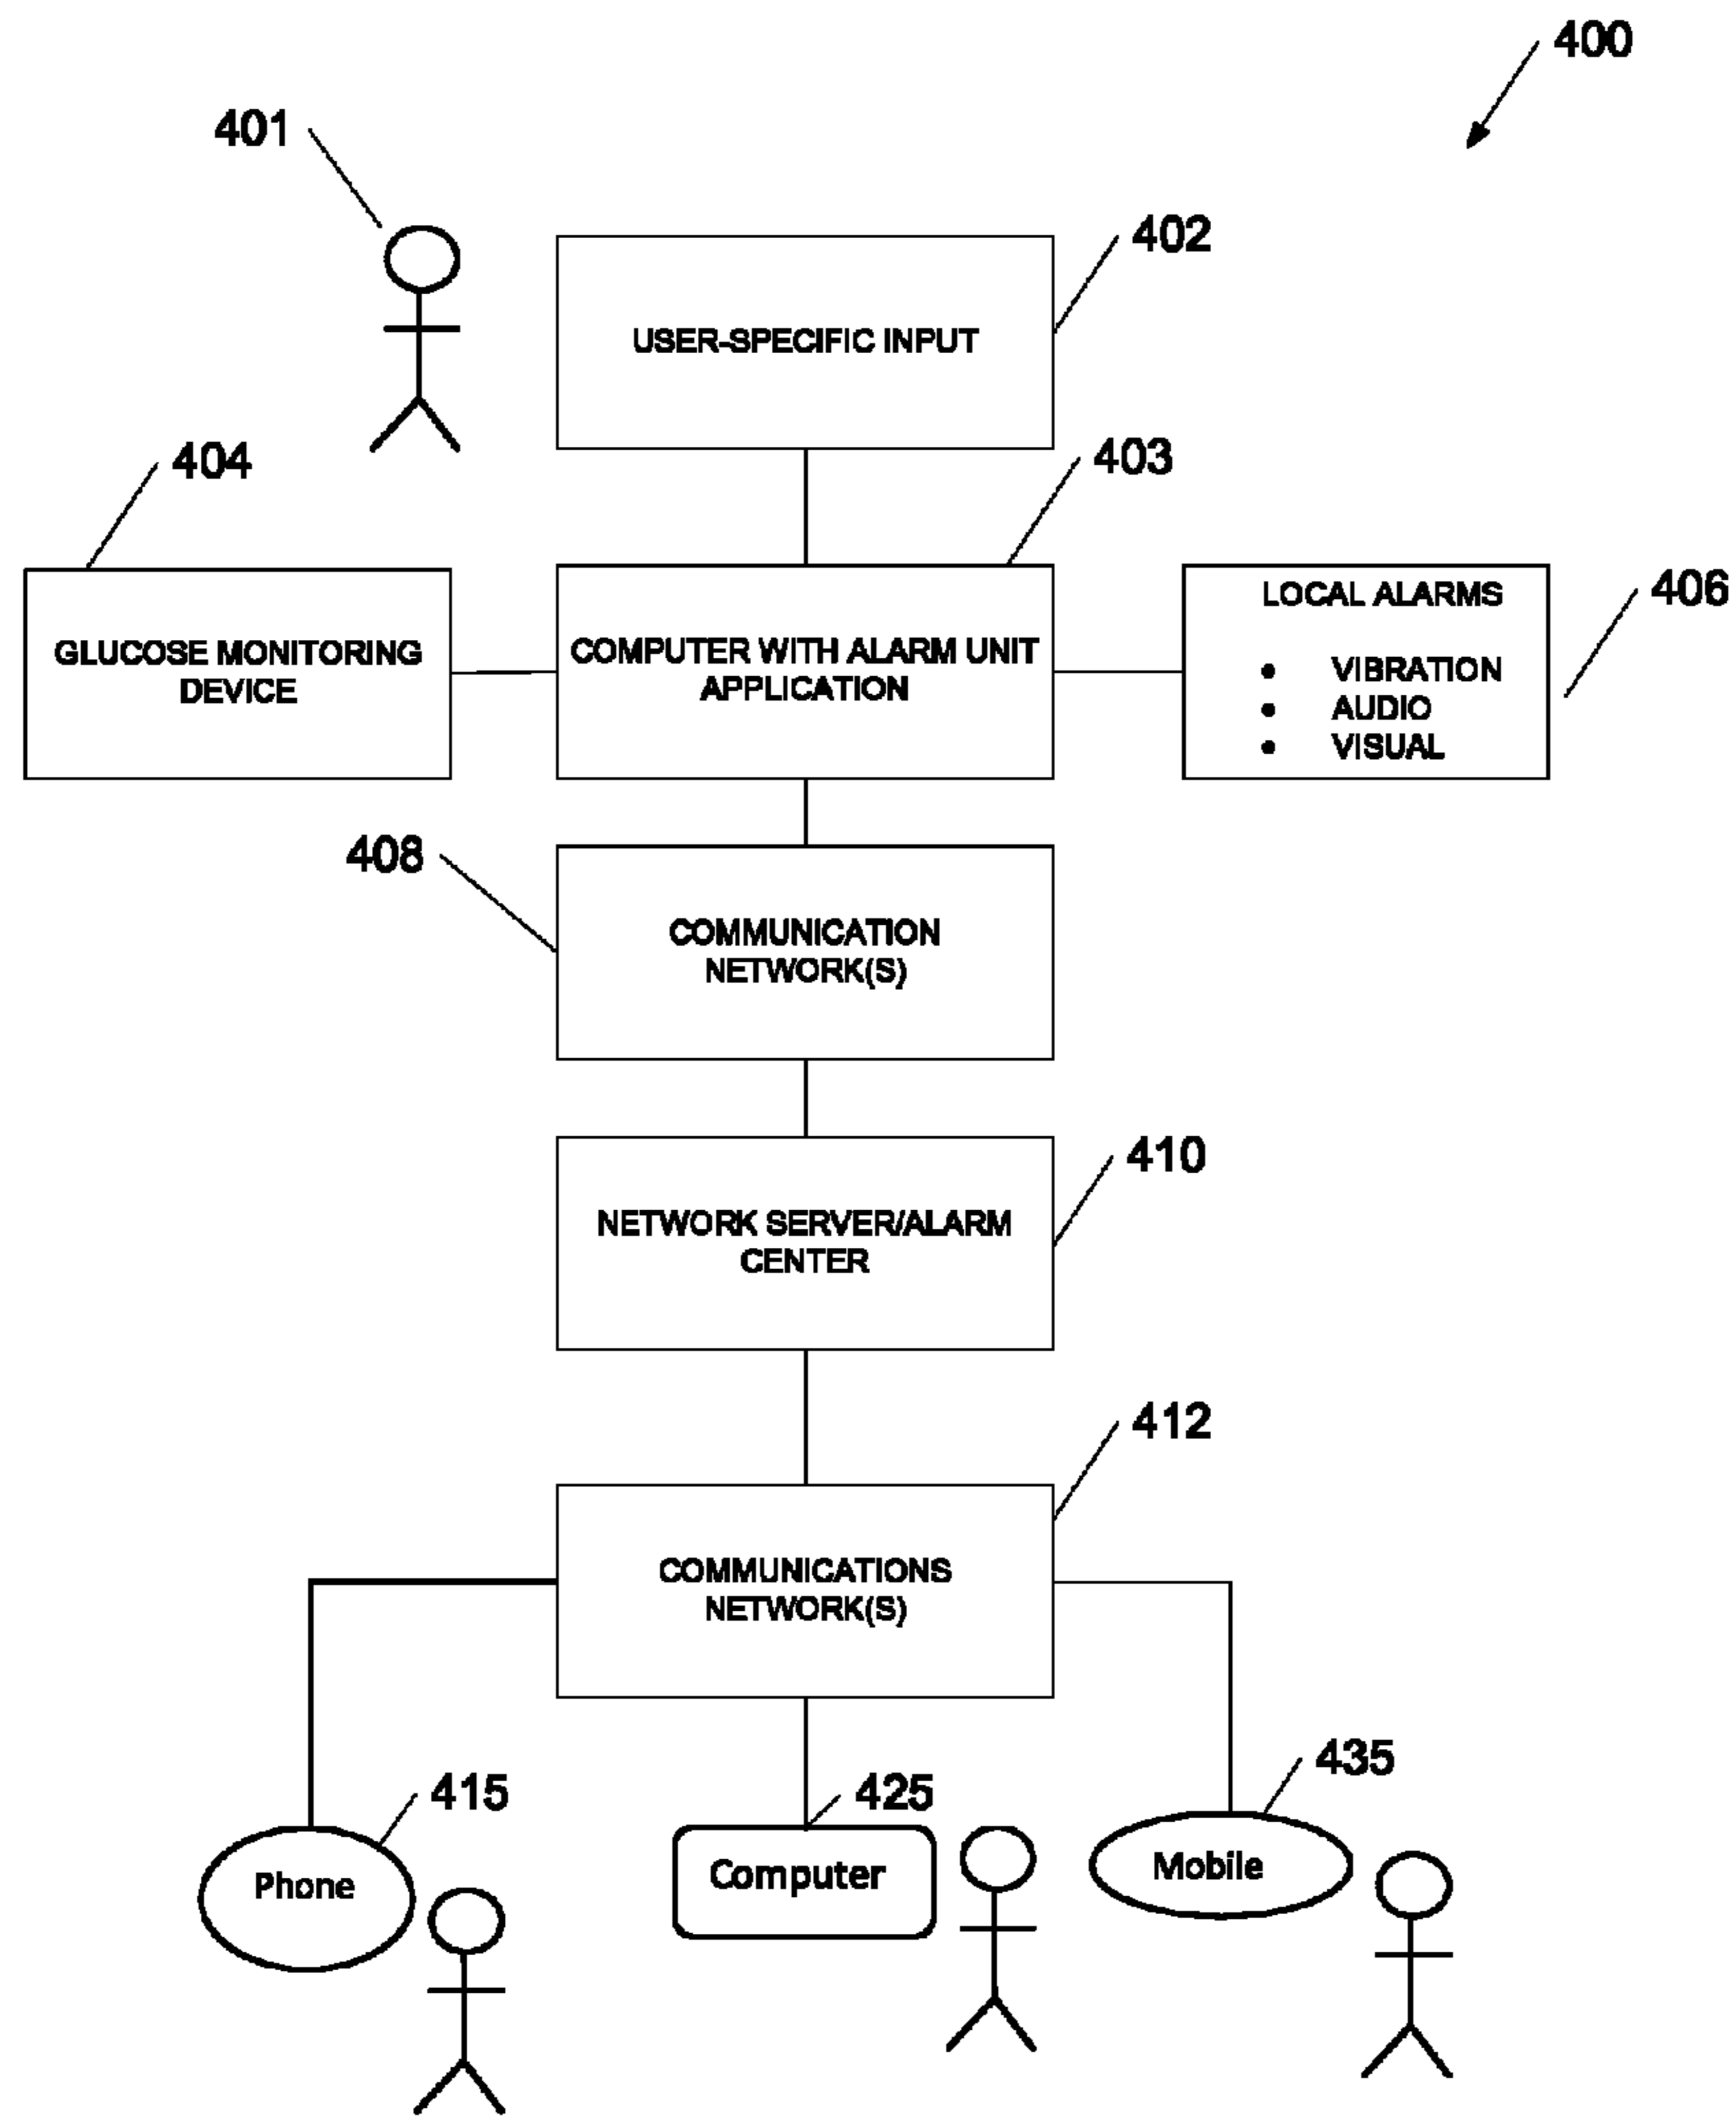 400
401
402
USER-SPECIFIC INPUT
404
403
GLUCOSE MONITORING
DEVICE
COMPUTER WITH ALARM UNIT
APPLICATION
LOCAL ALARMS
• VIBRATION
• AUDIO
• VISUAL
406
408
COMMUNICATION
NETWORK(S)
410
NETWORK SERVER/ALARM
CENTER
412
COMMUNICATIONS
NETWORK(S)
415
Phone
425
Computer
435
Mobile